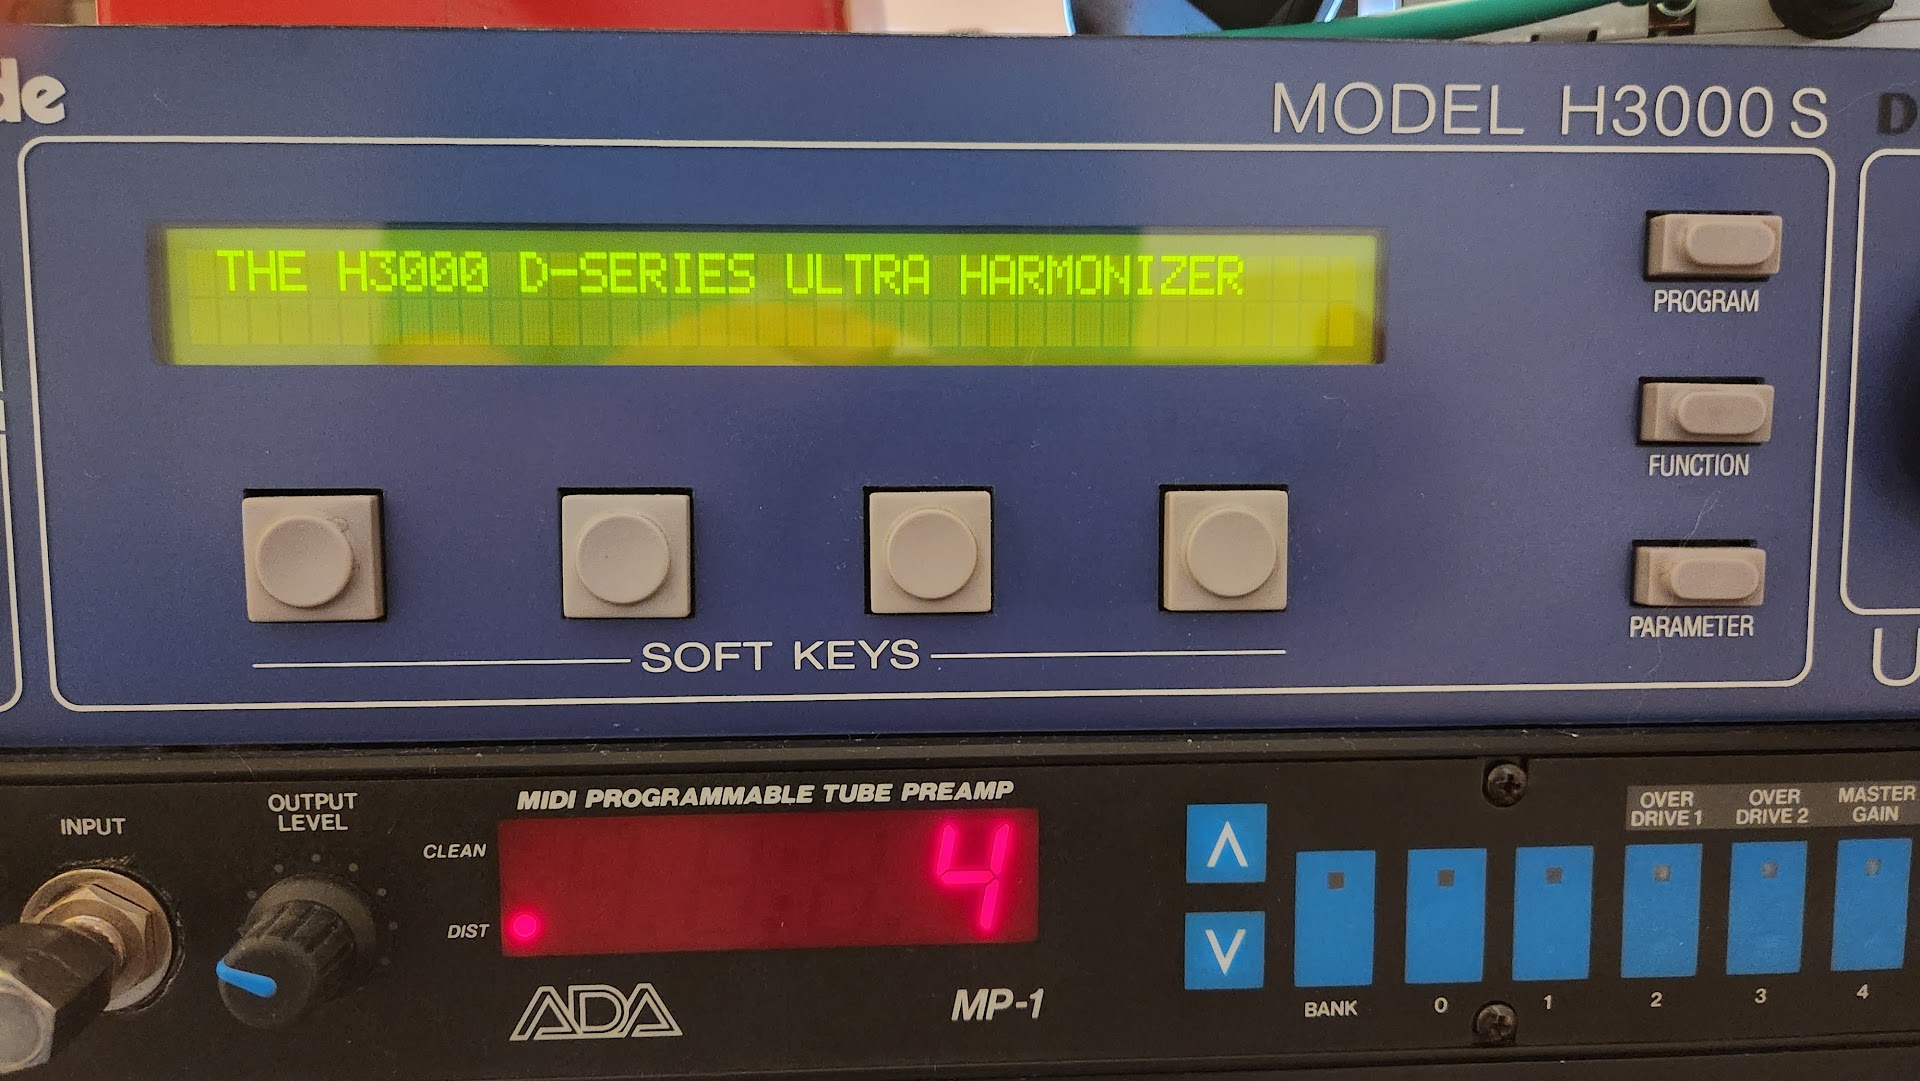 de
MODEL H3000 S
D
THE H3000 D-SERIES ULTRA HARMONIZER
PROGRAM
FUNCTION
PARAMETER
SOFT KEYS
U
MIDI PROGRAMMABLE TUBE PREAMP
INPUT
OUTPUT
LEVEL
CLEAN
DIST
4
ADA
MP-1
BANK
0
1
OVER
DRIVE 1
2
OVER
DRIVE 2
3
MASTER
GAIN
4